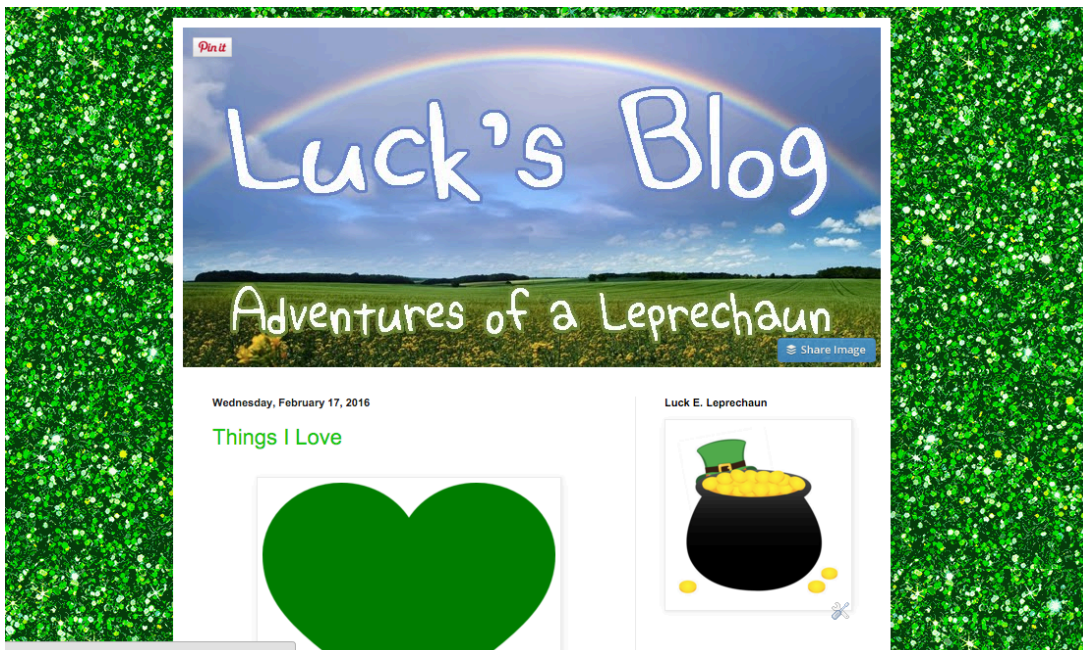 Pin it
Luck's Blog
Adventures of a Leprechaun
Share Image
Wednesday, February 17, 2016
Things I Love
Luck E. Leprechaun